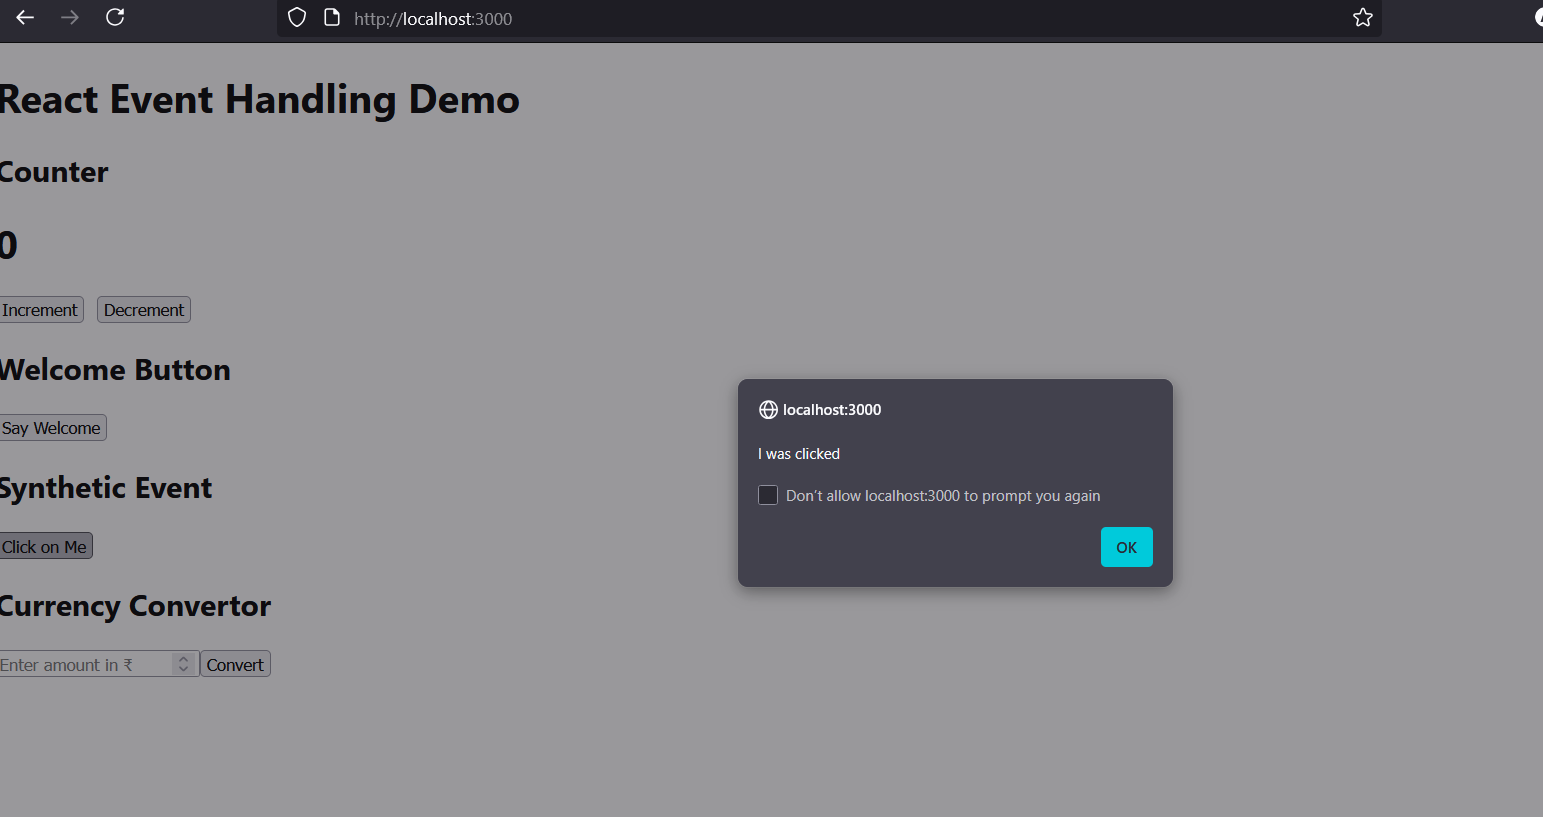 http://localhost:3000
React Event Handling Demo
Counter
0
Increment Decrement
Welcome Button
Say Welcome
Synthetic Event
Click on Me
Currency Convertor
Enter amount in ₹ Convert
localhost:3000
I was clicked
Don't allow localhost:3000 to prompt you again
OK